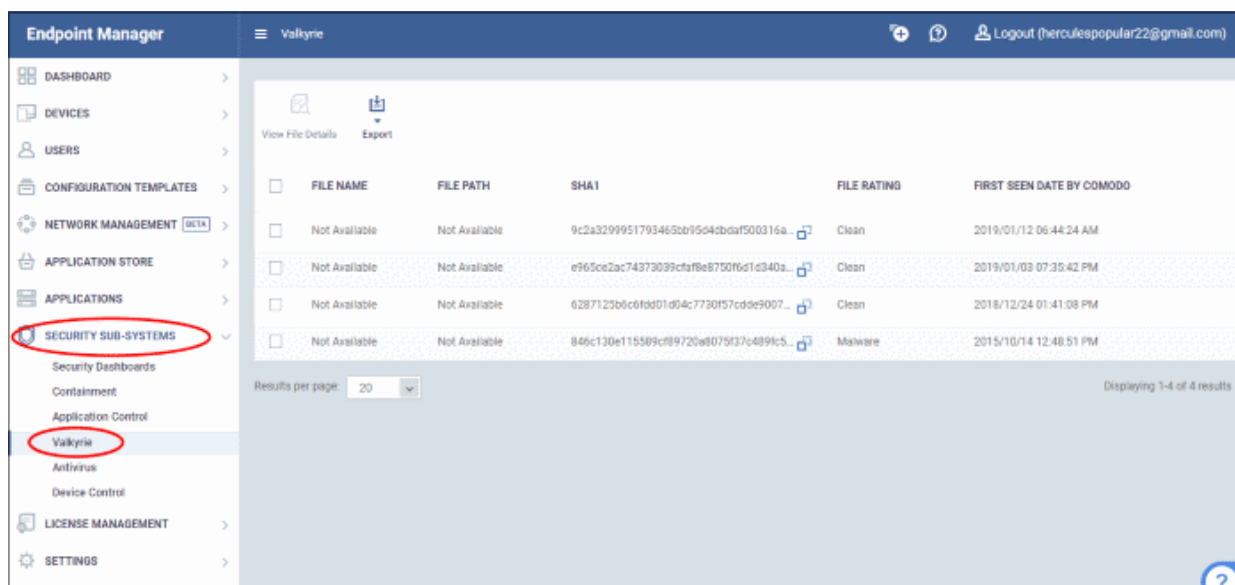 Endpoint Manager
Valkyrie
Logout (herculespopular22@gmail.com)
DASHBOARD
DEVICES
USERS
CONFIGURATION TEMPLATES
NETWORK MANAGEMENT BETA
APPLICATION STORE
APPLICATIONS
SECURITY SUB-SYSTEMS
Security Dashboards
Containment
Application Control
Valkyrie
Antivirus
Device Control
LICENSE MANAGEMENT
SETTINGS
View File Details Export
FILE NAME FILE PATH SHA1 FILE RATING FIRST SEEN DATE BY COMODO
Not Available Not Available 9c2a3299951793465bb95d4dbdaf500316a... Clean 2019/01/12 06:44:24 AM
Not Available Not Available e965ce2ac74373039cfaf8e8750f6d1d340a... Clean 2019/01/03 07:35:42 PM
Not Available Not Available 6287125b6c6fdd01d04c7730f57cdde9007... Clean 2018/12/24 01:41:08 PM
Not Available Not Available 846c130e115589cf89720a8075f37c489fc5... Malware 2015/10/14 12:48:51 PM
Results per page: 20
Displaying 1-4 of 4 results
?